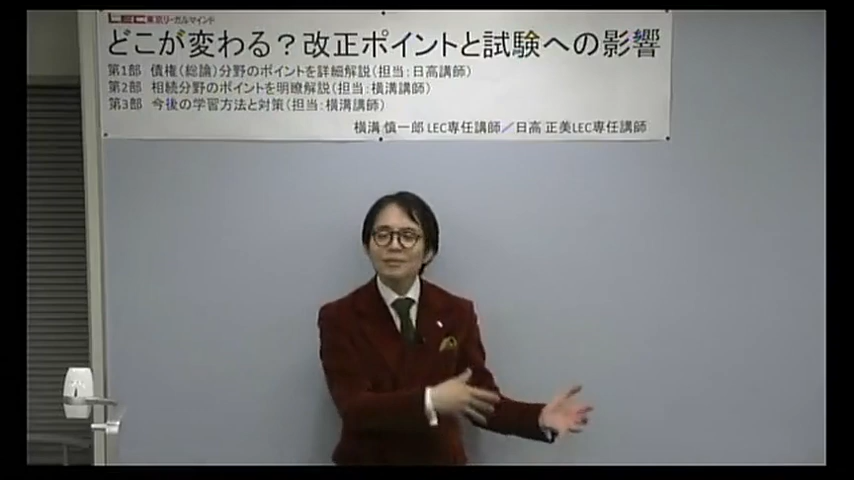 LEC東京リーガルマインド
どこが変わる？改正ポイントと試験への影響
第1部 債権（総論）分野のポイントを詳細解説（担当：日高講師）
第2部 相続分野のポイントを明瞭解説（担当：横溝講師）
第3部 今後の学習方法と対策（担当：横溝講師）
横溝 慎一郎 LEC専任講師／日高 正美LEC専任講師